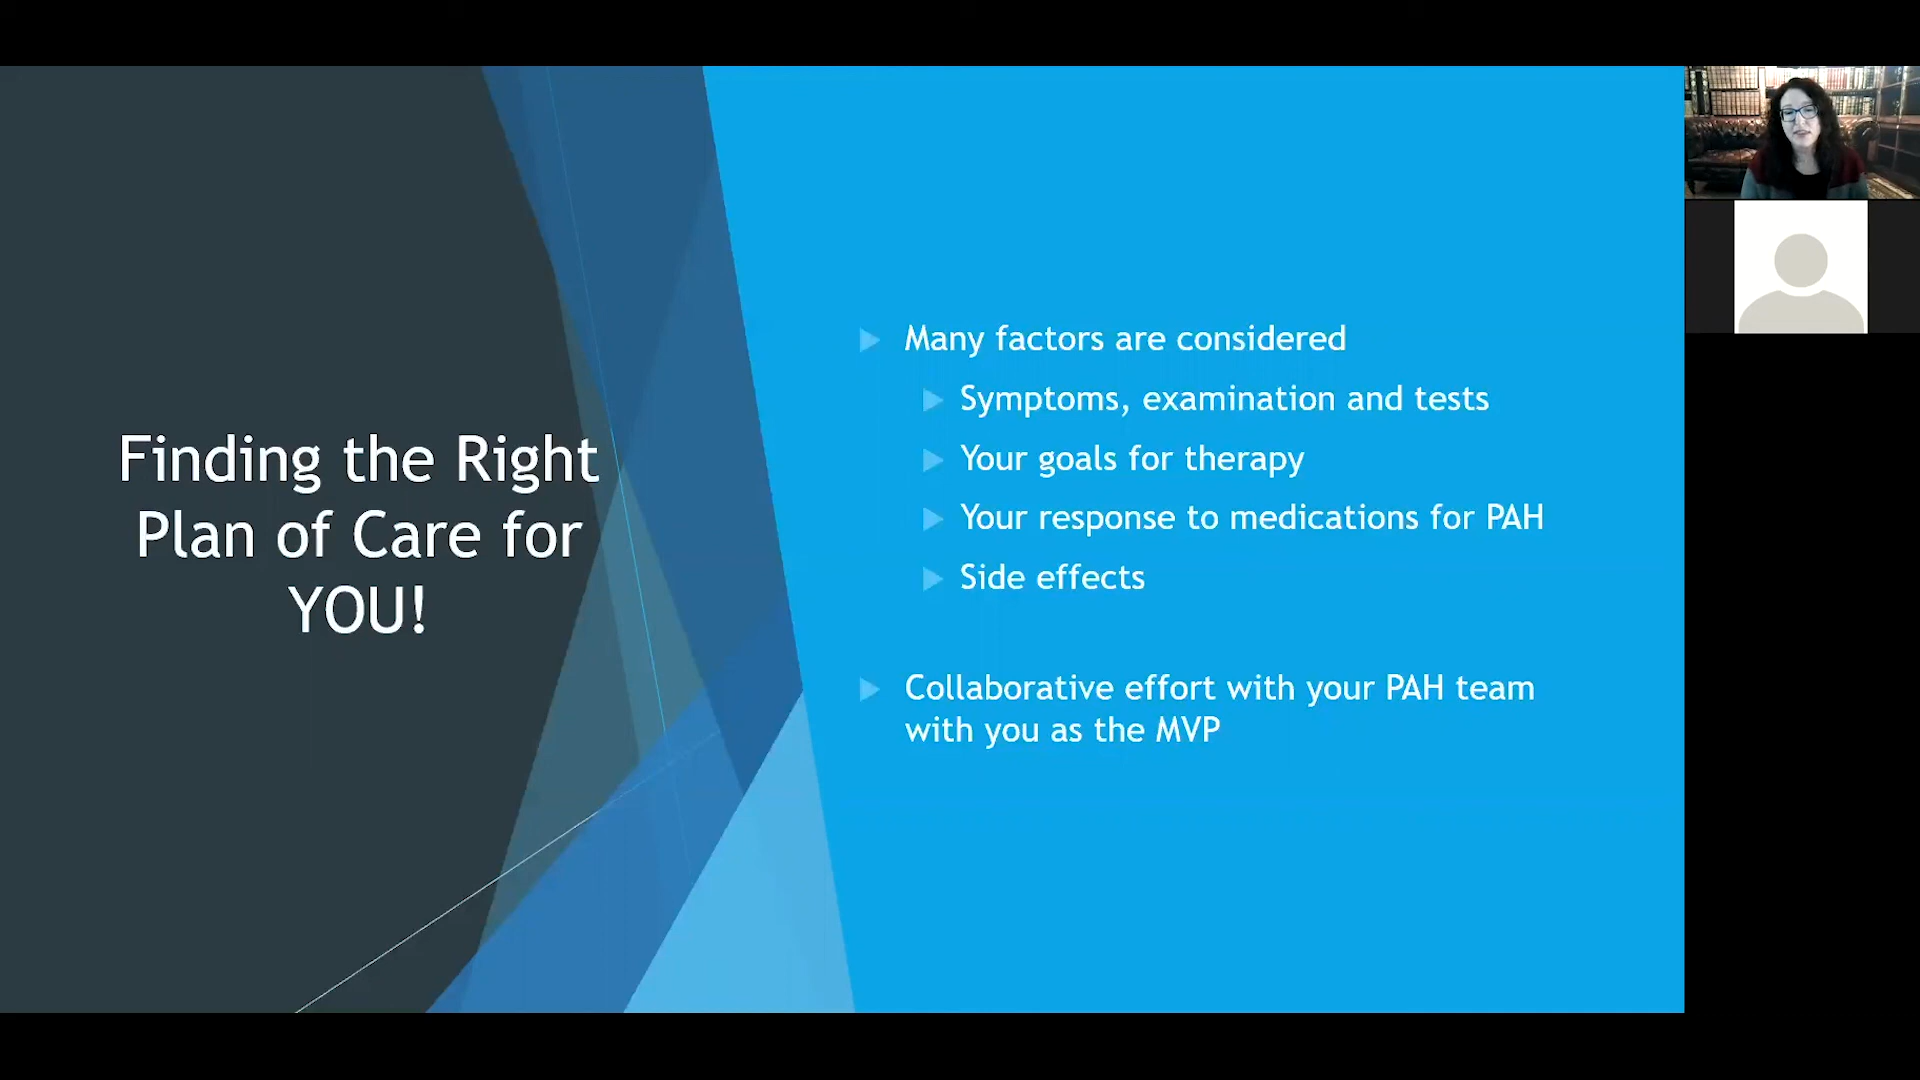 Finding the Right
Plan of Care for
YOU!
Many factors are considered
Symptoms, examination and tests
Your goals for therapy
Your response to medications for PAH
Side effects
Collaborative effort with your PAH team
with you as the MVP